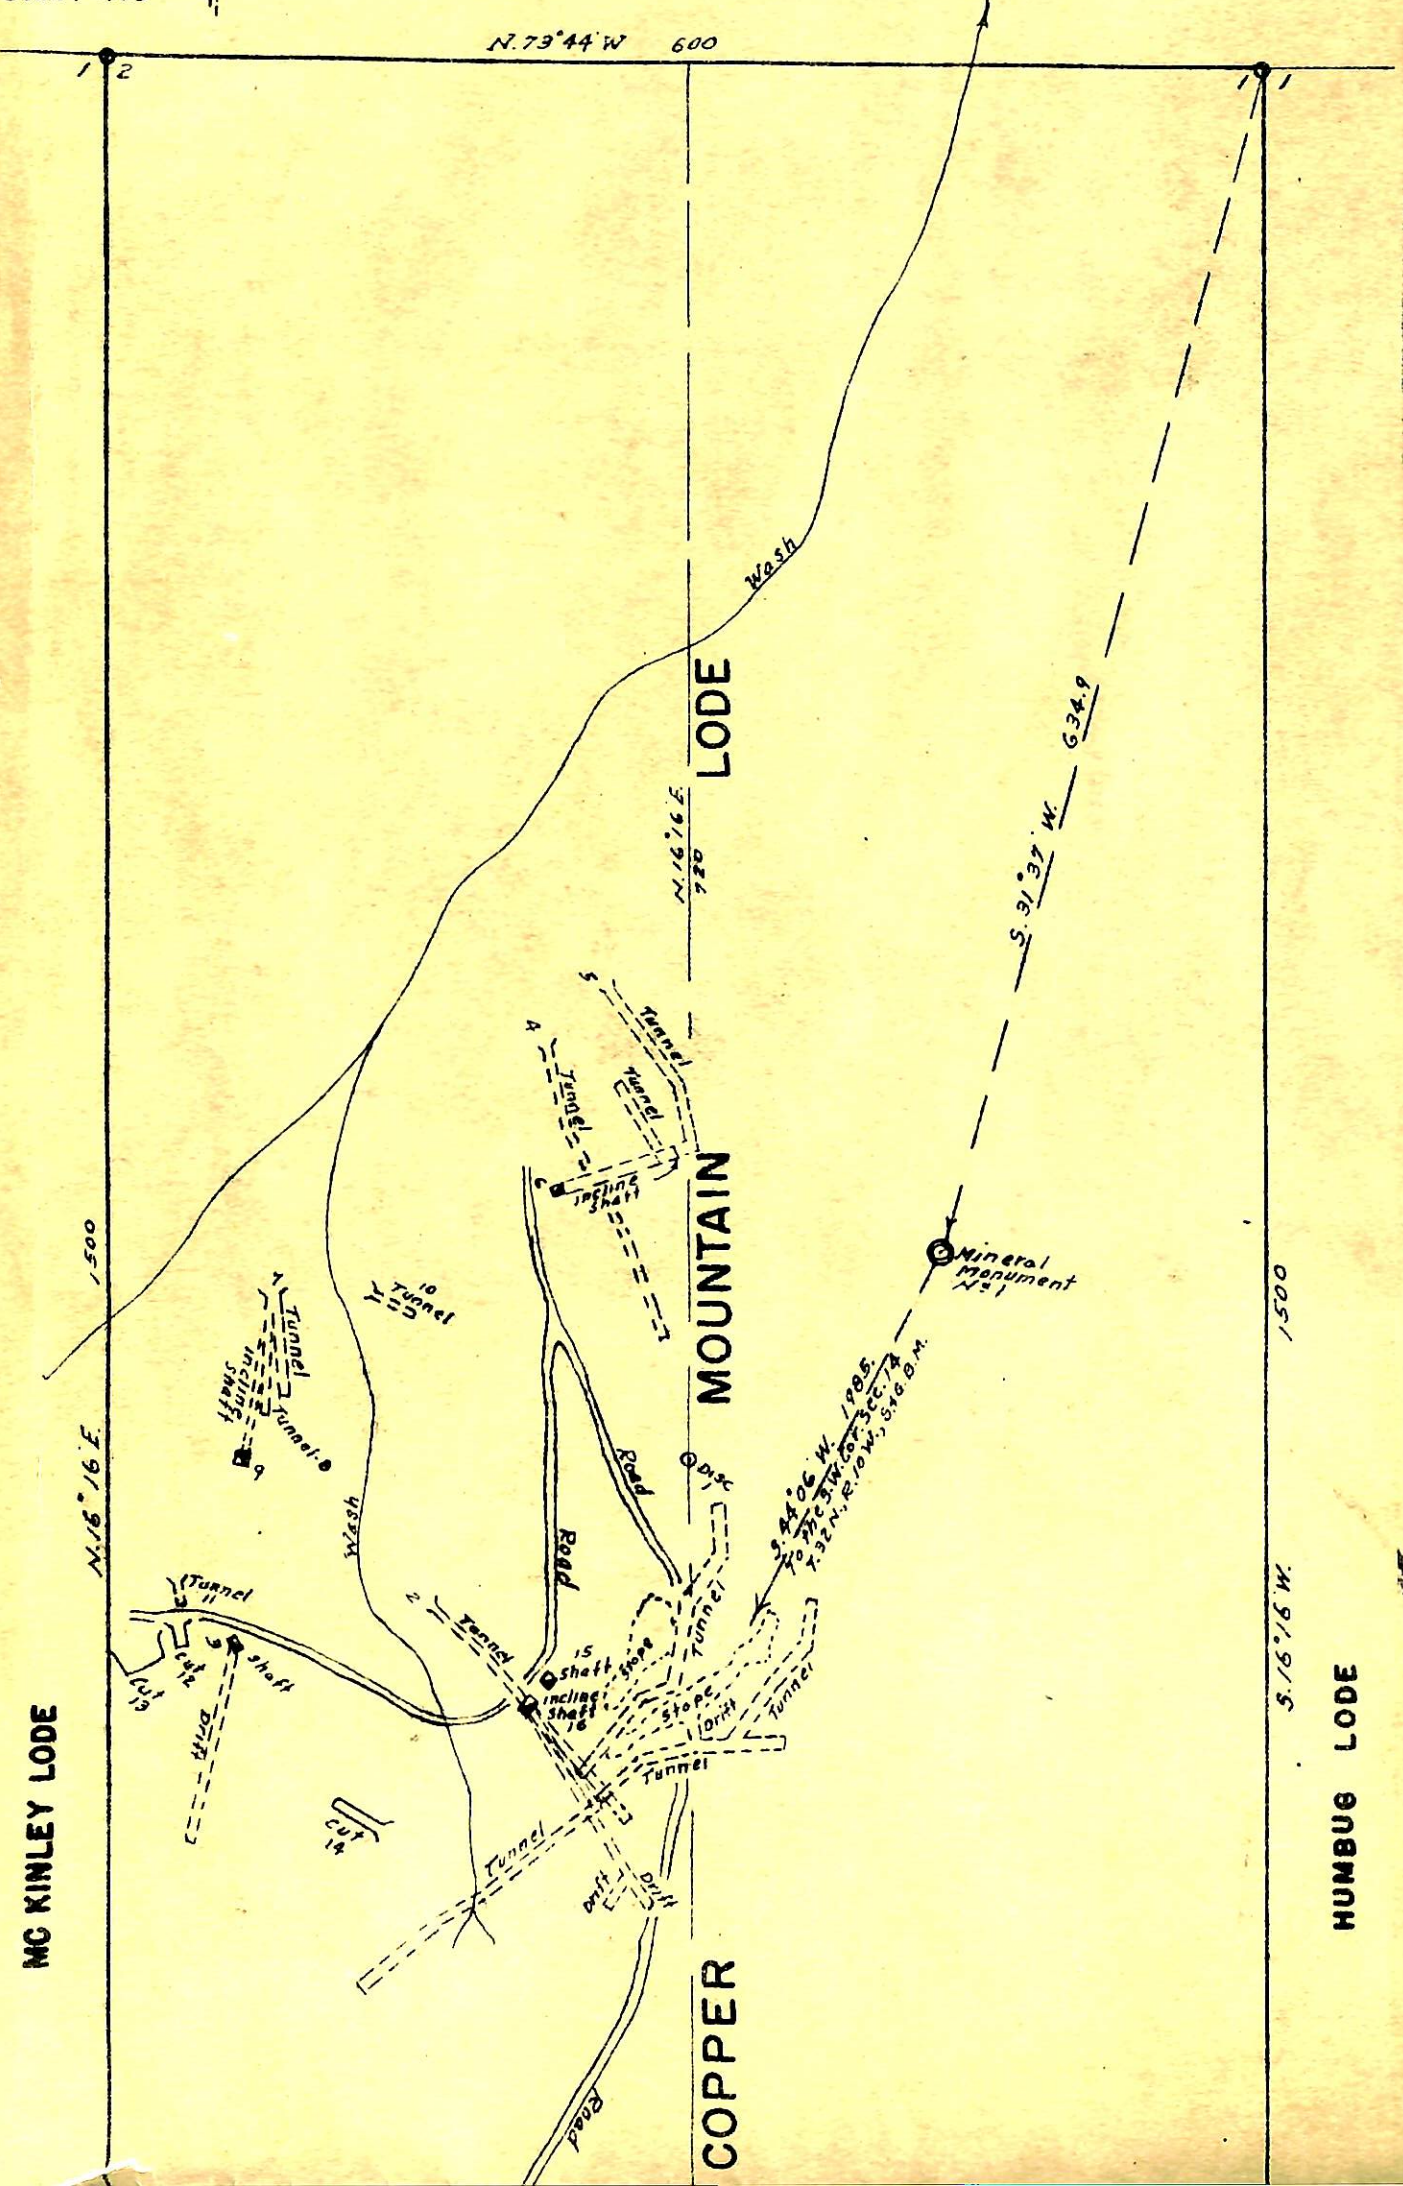 N. 73°44' W    600
1 2
1 1
Wash
LODE
N. 16°16' E.
720
634.9
S. 31°37' W.
5
Tunnel
4
Tunnel
Tunnel
6
Incline
Shaft
MOUNTAIN
Mineral
Monument
Nº 1
1500
1500
7
Tunnel
Incline
Shaft
Tunnel-8
9
10
Tunnel
Road
Road
Disc
1
S. 44°06' W. 1985.
To the S.W. Cor. Sec. 14
T. 32 N., R. 10 W., S. & G. B. M.
N. 16°16' E.
Wash
Tunnel
11
Cut
12
Cut
13
3
Shaft
Drift
2
Tunnel
15
Shaft
Incline
Shaft
16
Stope
Tunnel
Stope
Drift
Tunnel
Tunnel
S. 16°16' W.
Cut
14
Tunnel
Drift
Drift
MC KINLEY LODE
HUMBUG LODE
COPPER
Road